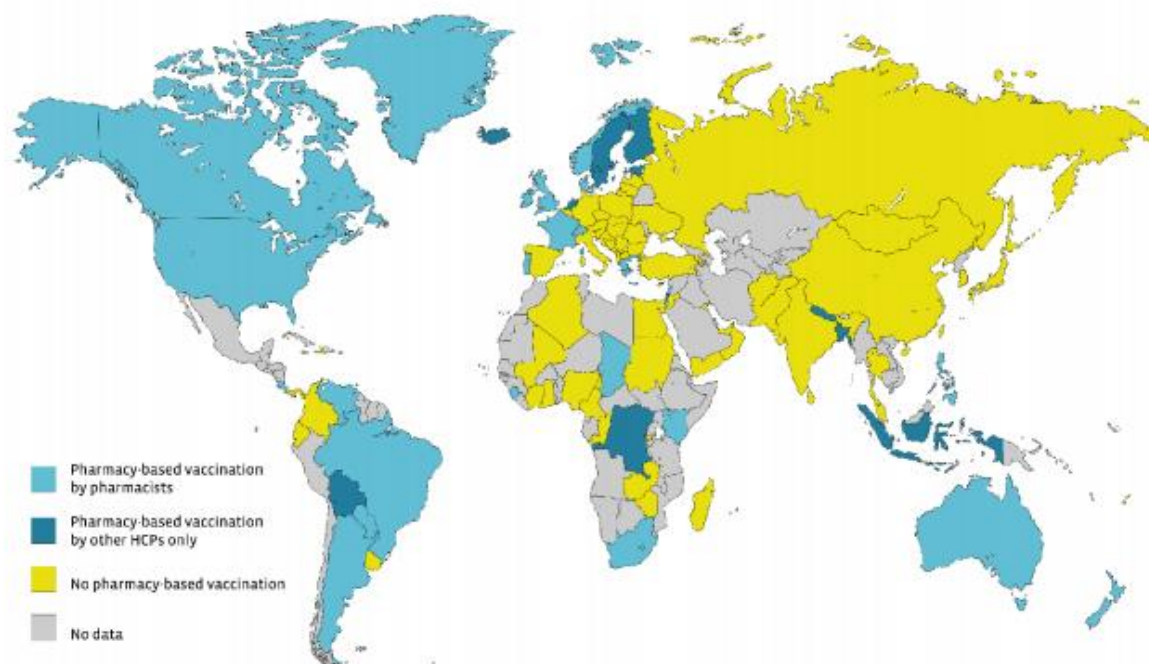 Pharmacy-based vaccination
by pharmacists
Pharmacy-based vaccination
by other HCPs only
No pharmacy-based vaccination
No data